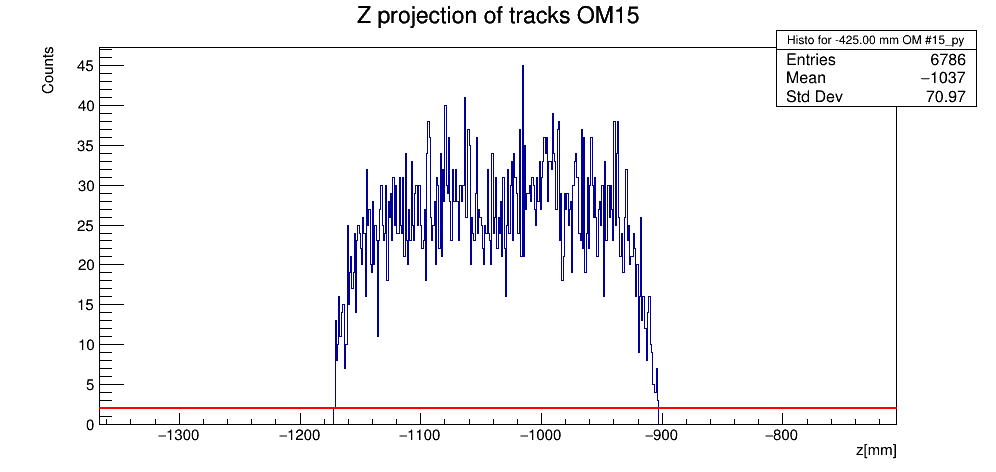 Z projection of tracks OM15
Histo for -425.00 mm OM #15_py
Entries 6786
Mean −1037
Std Dev 70.97
Counts
45
40
35
30
25
20
15
10
5
0
−1300 −1200 −1100 −1000 −900 −800
z[mm]